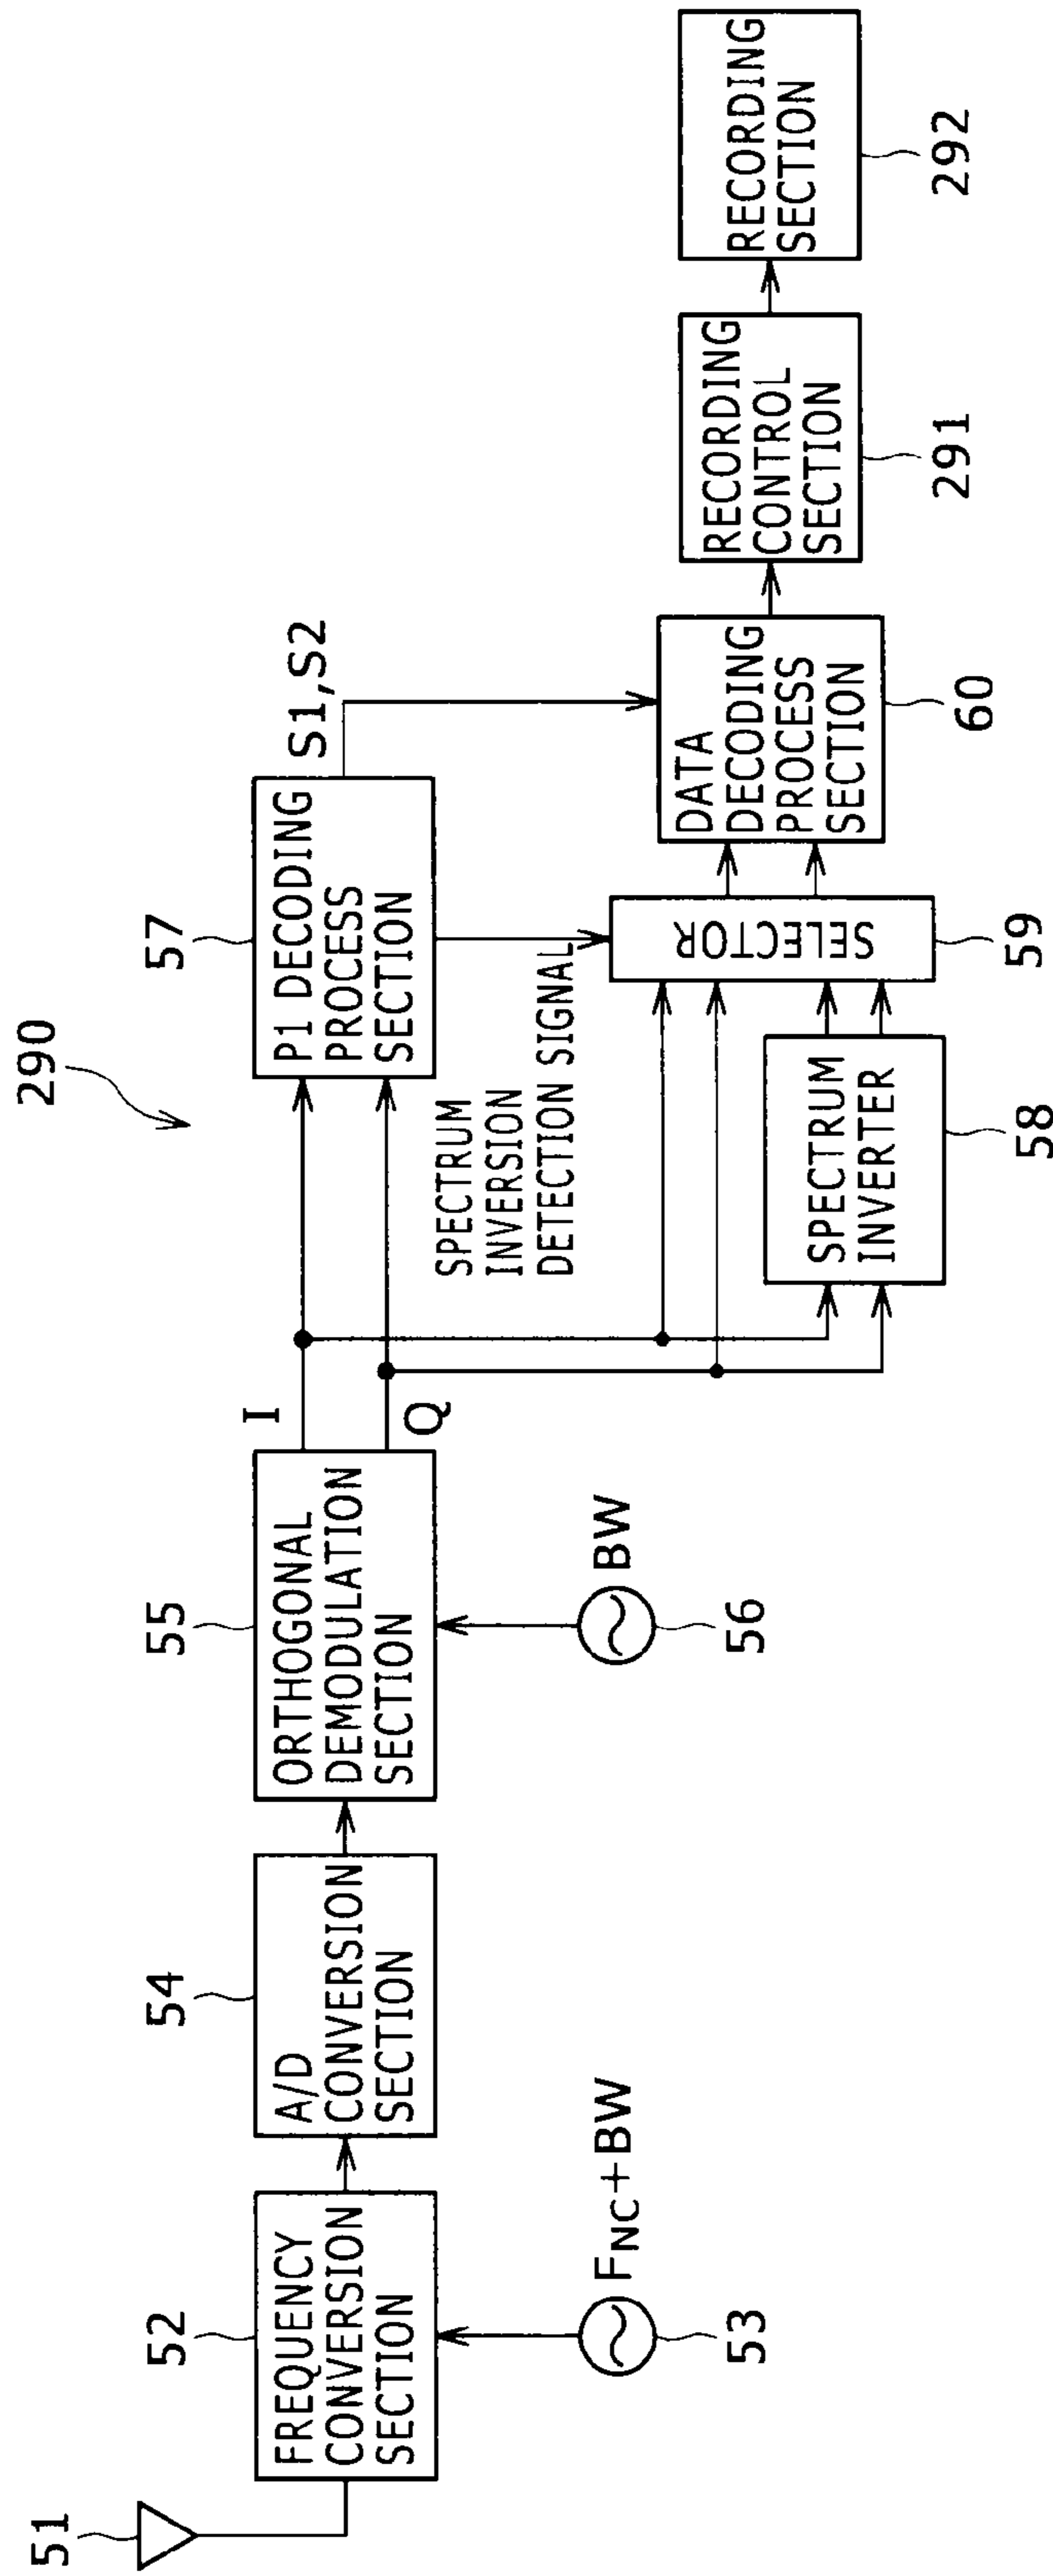 290
51
52
FREQUENCY
CONVERSION
SECTION
53
FNC+BW
54
A/D
CONVERSION
SECTION
55
ORTHOGONAL
DEMODULATION
SECTION
56
BW
I
Q
57
P1 DECODING
PROCESS
SECTION
S1,S2
SPECTRUM
INVERSION
DETECTION SIGNAL
SPECTRUM
INVERTER
58
SELECTOR
59
DATA
DECODING
PROCESS
SECTION
60
RECORDING
CONTROL
SECTION
291
RECORDING
SECTION
292